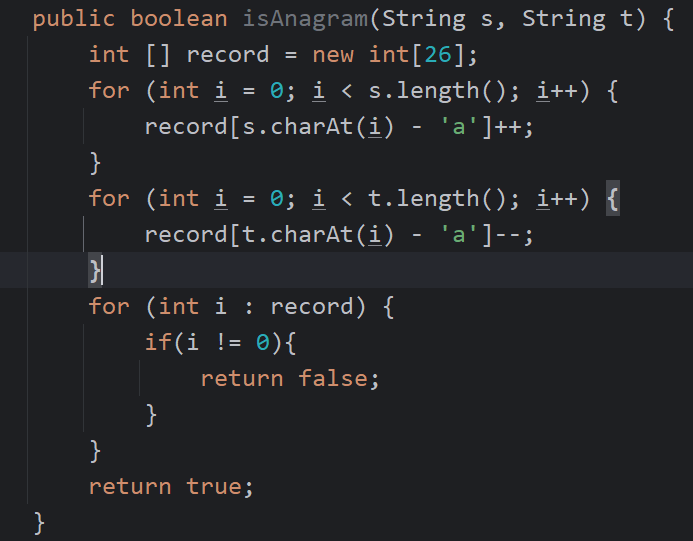 public boolean isAnagram(String s, String t) {
    int [] record = new int[26];
    for (int i = 0; i < s.length(); i++) {
        record[s.charAt(i) - 'a']++;
    }
    for (int i = 0; i < t.length(); i++) {
        record[t.charAt(i) - 'a']--;
    }
    for (int i : record) {
        if(i != 0){
            return false;
        }
    }
    return true;
}